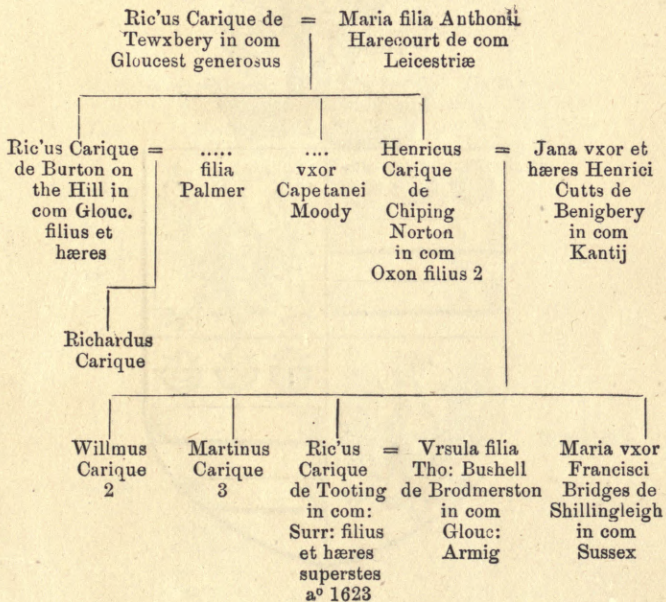 Ric'us Carique de
Tewxbery in com
Gloucest generosus
=
Maria filia Anthonij
Harecourt de com
Leicestriæ
Ric'us Carique
de Burton on
the Hill in
com Glouc.
filius et
hæres
=
.....
filia
Palmer
....
vxor
Capetanei
Moody
Henricus
Carique
de
Chiping
Norton
in com
Oxon filius 2
=
Jana vxor et
hæres Henrici
Cutts de
Benigbery
in com
Kantij
Richardus
Carique
Willmus
Carique
2
Martinus
Carique
3
Ric'us
Carique
de Tooting
in com:
Surr: filius
et hæres
superstes
aº 1623
=
Vrsula filia
Tho: Bushell
de Brodmerston
in com
Glouc:
Armig
Maria vxor
Francisci
Bridges de
Shillingleigh
in com
Sussex